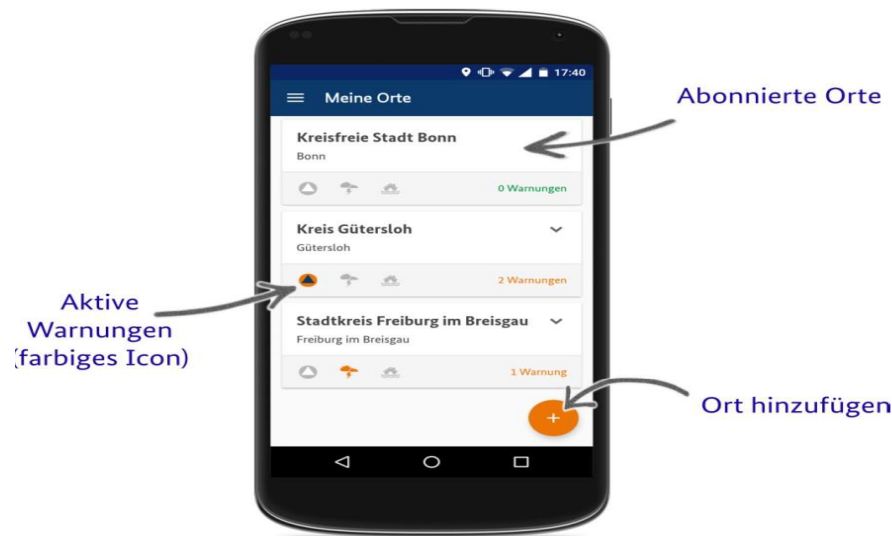 17:40
Meine Orte
Abonnierte Orte
Kreisfreie Stadt Bonn
Bonn
0 Warnungen
Kreis Gütersloh
Gütersloh
2 Warnungen
Aktive
Warnungen
(farbiges Icon)
Stadtkreis Freiburg im Breisgau
Freiburg im Breisgau
1 Warnung
+
Ort hinzufügen